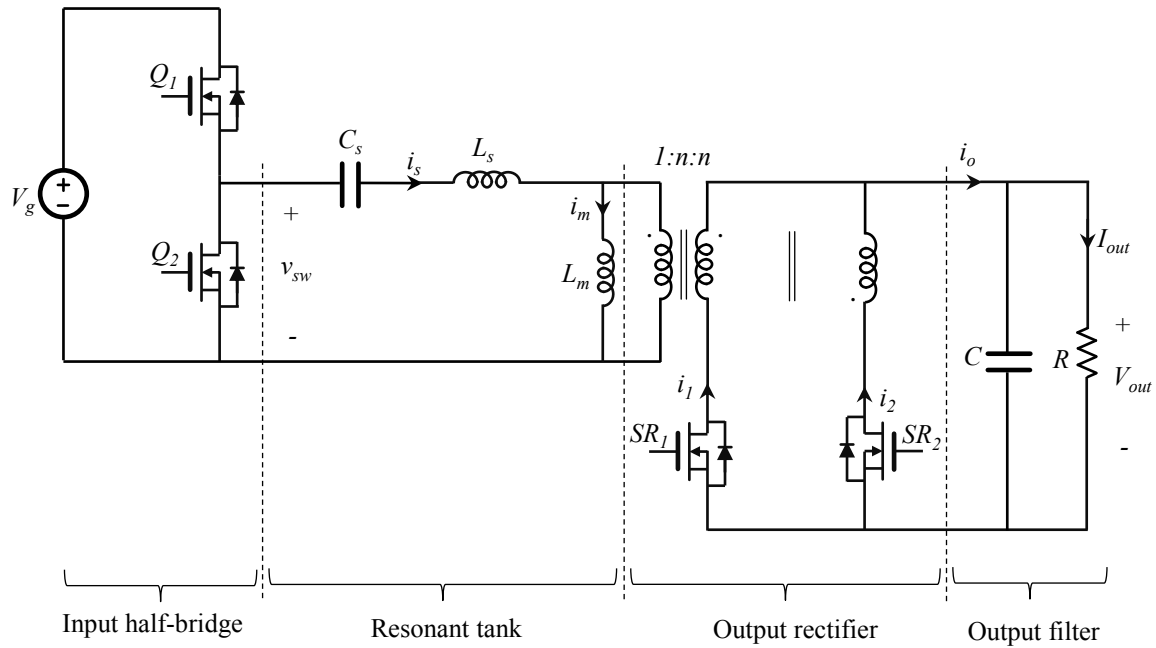 Q1
Cs
is
Ls
1:n:n
io
Vg
+
-
+
im
Iout
Q2
vsw
Lm
+
-
C
R
Vout
i1
i2
SR1
SR2
-
Input half-bridge
Resonant tank
Output rectifier
Output filter